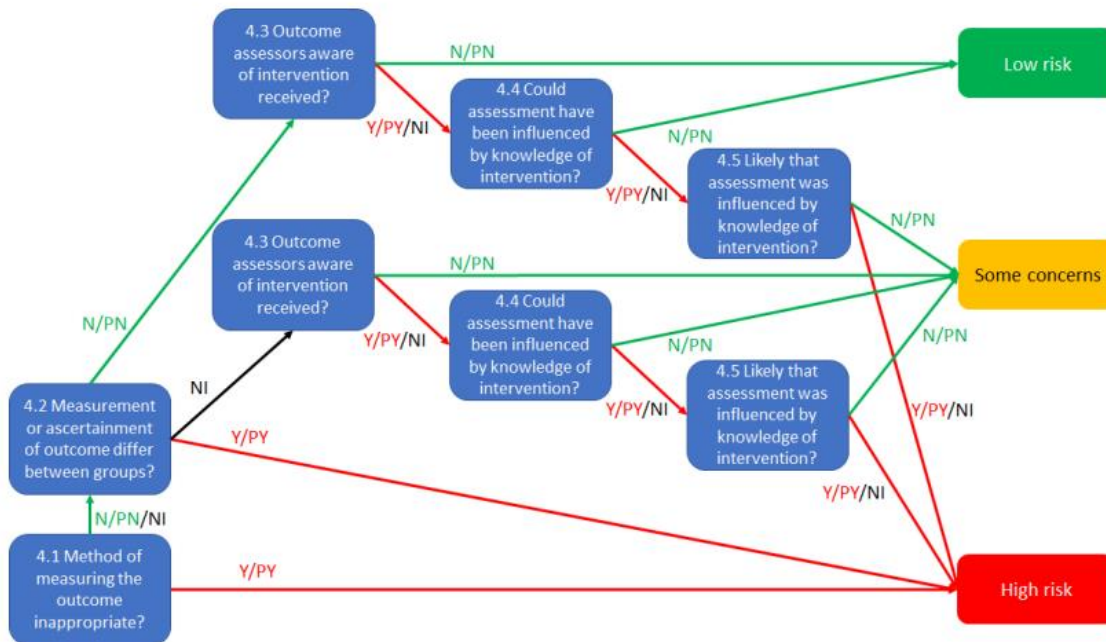 4.3 Outcome
assessors aware
of intervention
received?
N/PN
Low risk
Y/PY/NI
4.4 Could
assessment have
been influenced
by knowledge of
intervention?
N/PN
Y/PY/NI
4.5 Likely that
assessment was
influenced by
knowledge of
intervention?
N/PN
4.3 Outcome
assessors aware
of intervention
received?
N/PN
Some concerns
Y/PY/NI
4.4 Could
assessment have
been influenced
by knowledge of
intervention?
N/PN
Y/PY/NI
4.5 Likely that
assessment was
influenced by
knowledge of
intervention?
N/PN
Y/PY/NI
Y/PY/NI
N/PN
NI
4.2 Measurement
or ascertainment
of outcome differ
between groups?
Y/PY
N/PN/NI
4.1 Method of
measuring the
outcome
inappropriate?
Y/PY
High risk